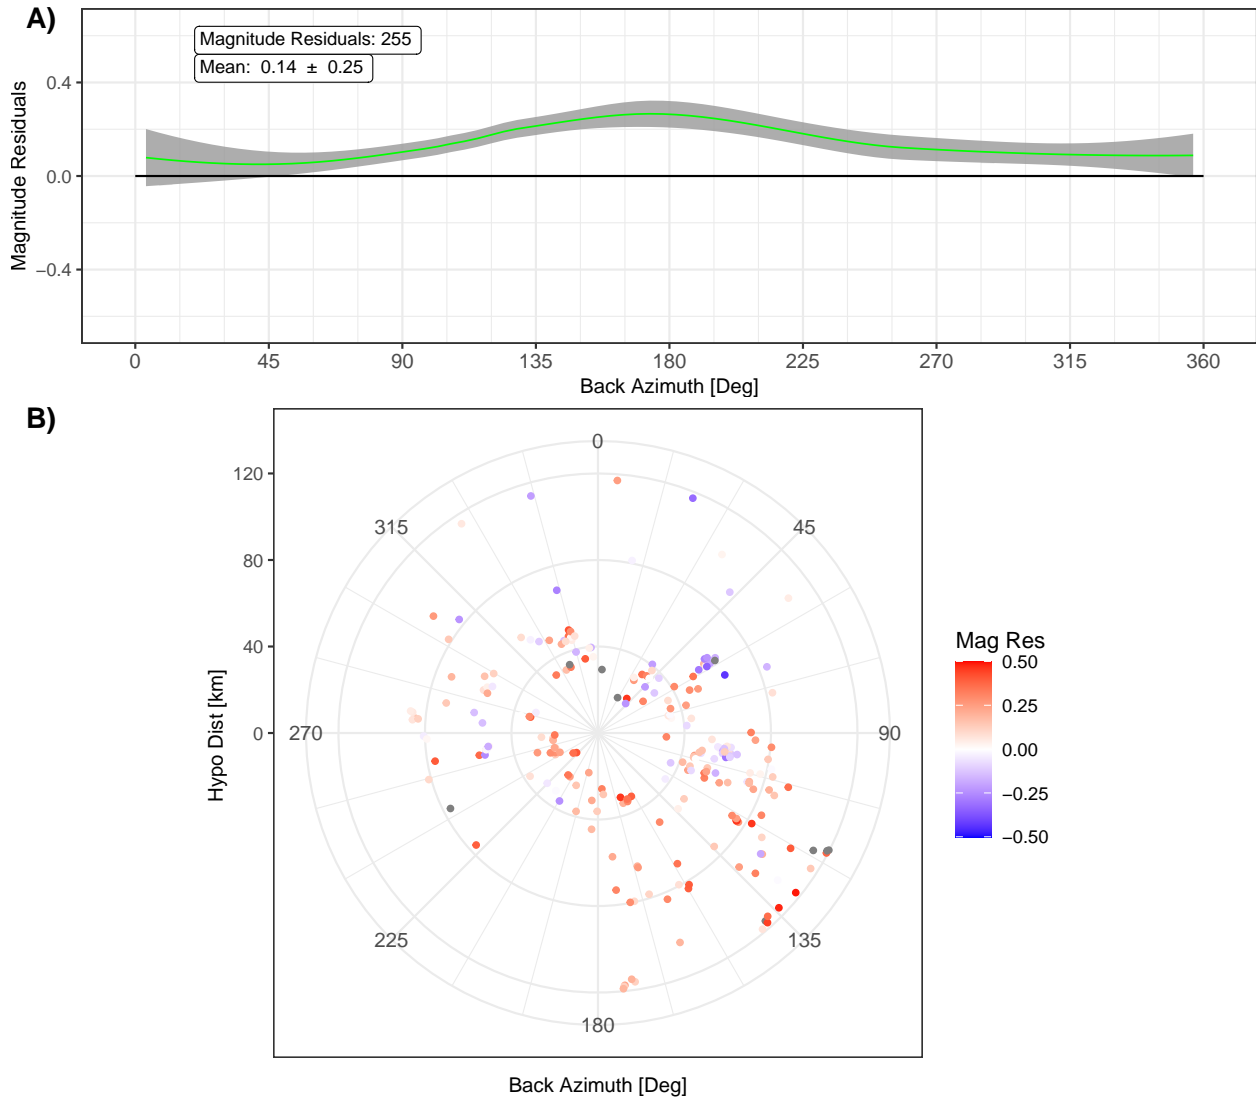 A)
Magnitude Residuals: 255
Mean:  0.14  ±  0.25
0.4
0.0
−0.4
Magnitude Residuals
0 45 90 135 180 225 270 315 360
Back Azimuth [Deg]
B)
0
45
90
135
180
225
270
315
120
80
40
0
Hypo Dist [km]
Back Azimuth [Deg]
Mag Res
0.50
0.25
0.00
−0.25
−0.50